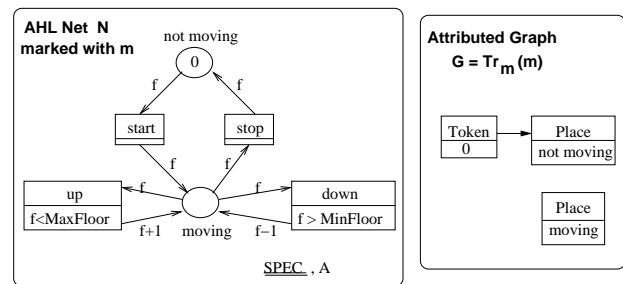 AHL Net N
marked with m
not moving
0
f
f
start
stop
f
f
up
f<MaxFloor
f
f
down
f > MinFloor
f+1
moving
f−1
SPEC , A
Attributed Graph
G = Tr m (m)
Token
0
Place
not moving
Place
moving